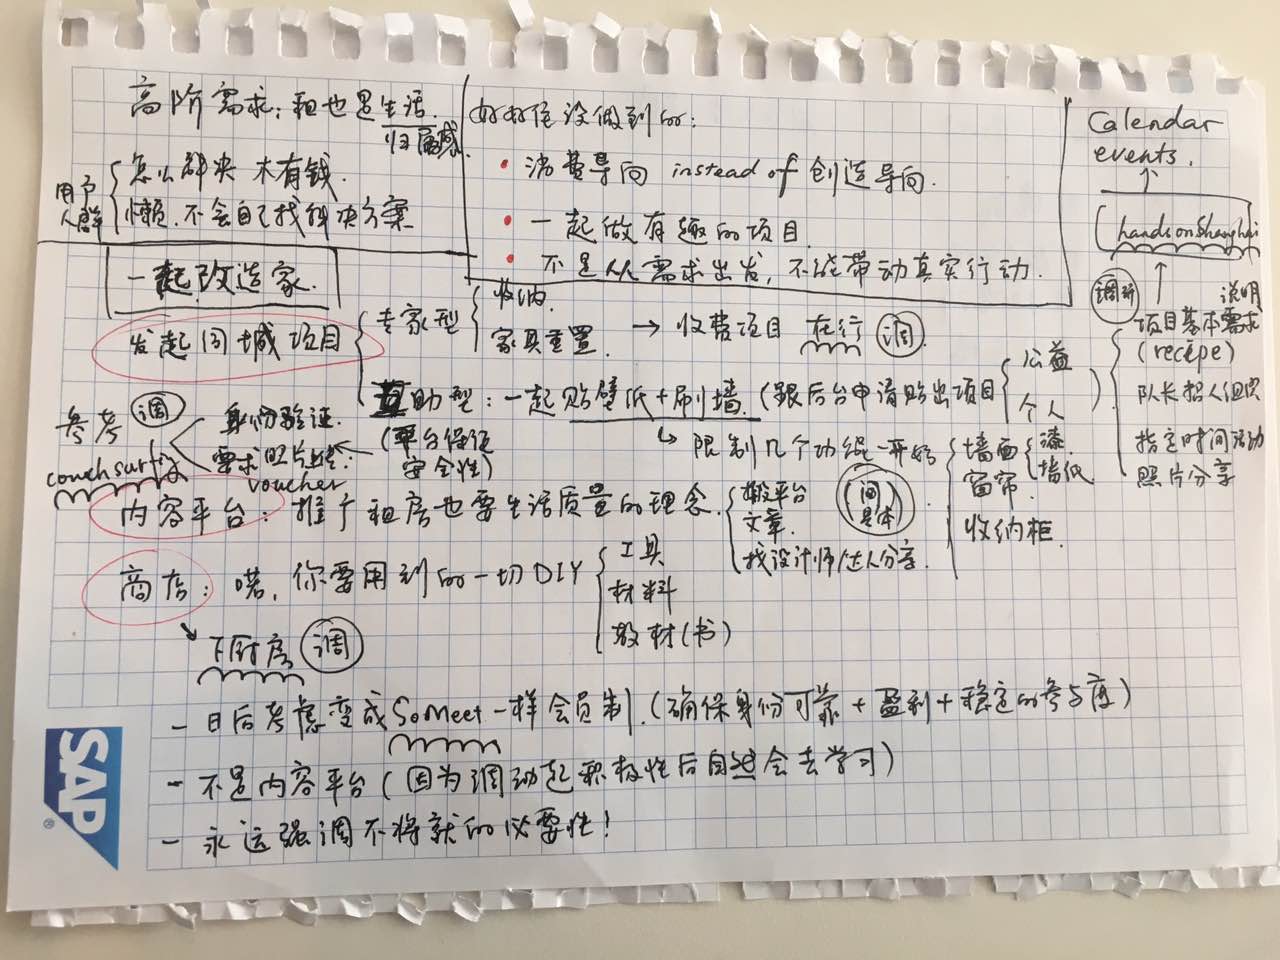 高阶需求：租也是生活.
归属感
用户人群
怎么解决 木有钱.
懒.不会自己找解决方案
好好住没做到的：
• 消费导向 instead of 创造导向.
• 一起做有趣的项目.
• 不是从需求出发，不能带动真实行动.
Calendar
events.
(handsonShanghai
调研
说明
项目基本需求
(recepe)
队长招人组织
指定时间活动
照片分享
一起改造家.
发起同城项目
专家型
收纳.
家具重置.
→ 收费项目 在行 调
互助型：一起贴壁纸+刷墙.(跟后台申请贴出项目
公益
个人
)
(平台保证
安全性)
限制几个功能一开始
墙面
漆.
墙纸
窗帘.
收纳柜.
参考 调
couchsurfing
身份验证.
需求照片
voucher
内容平台：推广租房也要生活质量的理念.
搬平台
文章.
找设计师/达人分享.
具体
商店：喏，你要用到的一切DIY
工具
材料
教材(书)
下厨房 调
- 日后考虑变成SoMeet一样会员制.(确保身份可靠+盈利+稳定的参与度)
- 不是内容平台(因为调动起积极性后自然会去学习)
- 永远强调不将就的必要性!
SAP
®